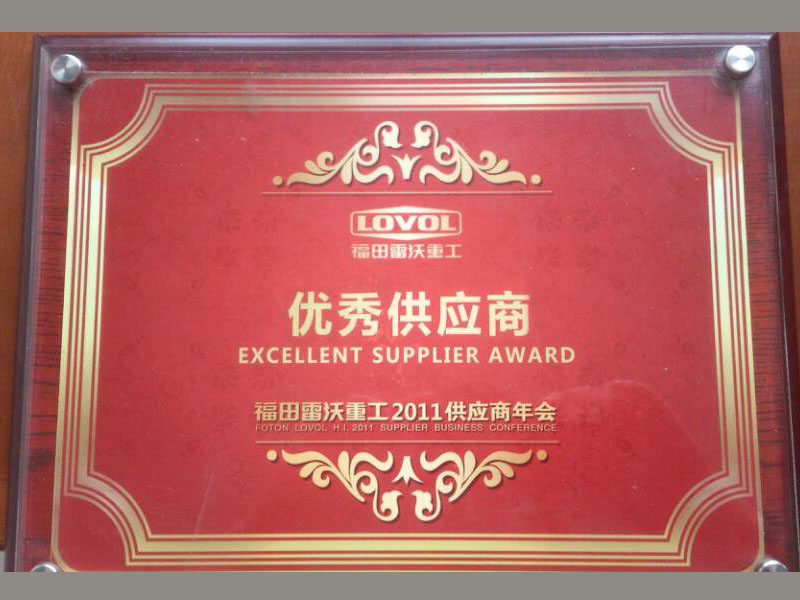 LOVOL
福田雷沃重工
优秀供应商
EXCELLENT SUPPLIER AWARD
福田雷沃重工2011供应商年会
FOTON LOVOL H.I. 2011 SUPPLIER BUSINESS CONFERENCE